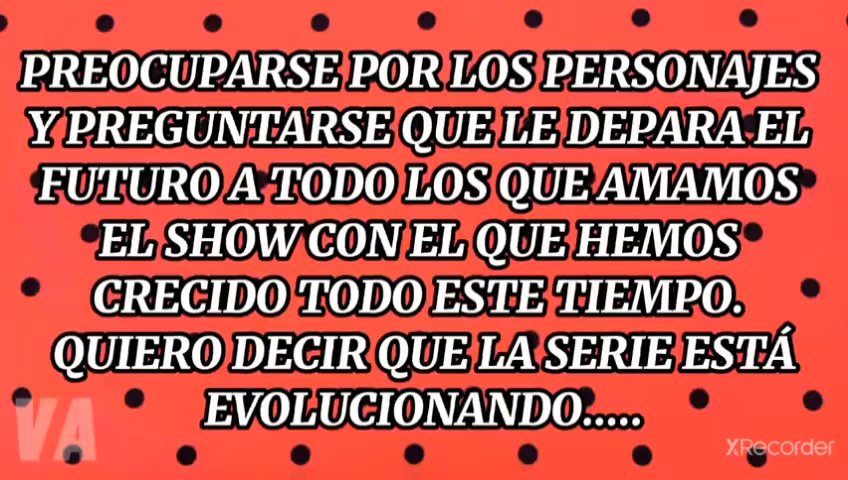 PREOCUPARSE POR LOS PERSONAJES
Y PREGUNTARSE QUE LE DEPARA EL
FUTURO A TODO LOS QUE AMAMOS
EL SHOW CON EL QUE HEMOS
CRECIDO TODO ESTE TIEMPO.
QUIERO DECIR QUE LA SERIE ESTÁ
EVOLUCIONANDO.....
VA
XRecorder